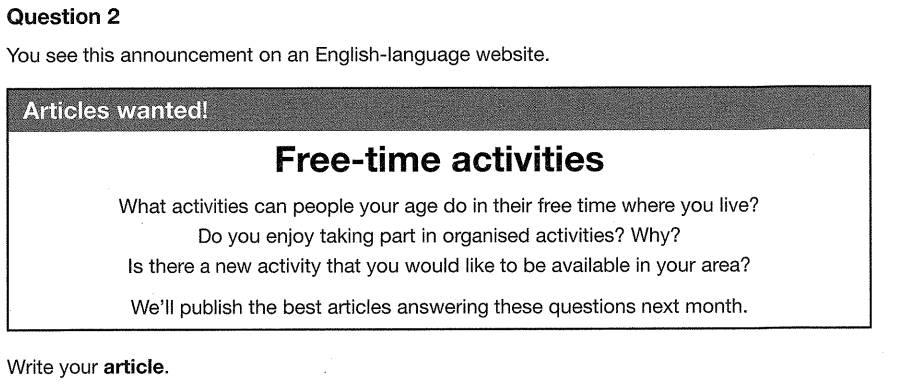 Question 2
You see this announcement on an English-language website.
Articles wanted!
Free-time activities
What activities can people your age do in their free time where you live?
Do you enjoy taking part in organised activities? Why?
Is there a new activity that you would like to be available in your area?
We'll publish the best articles answering these questions next month.
Write your article.